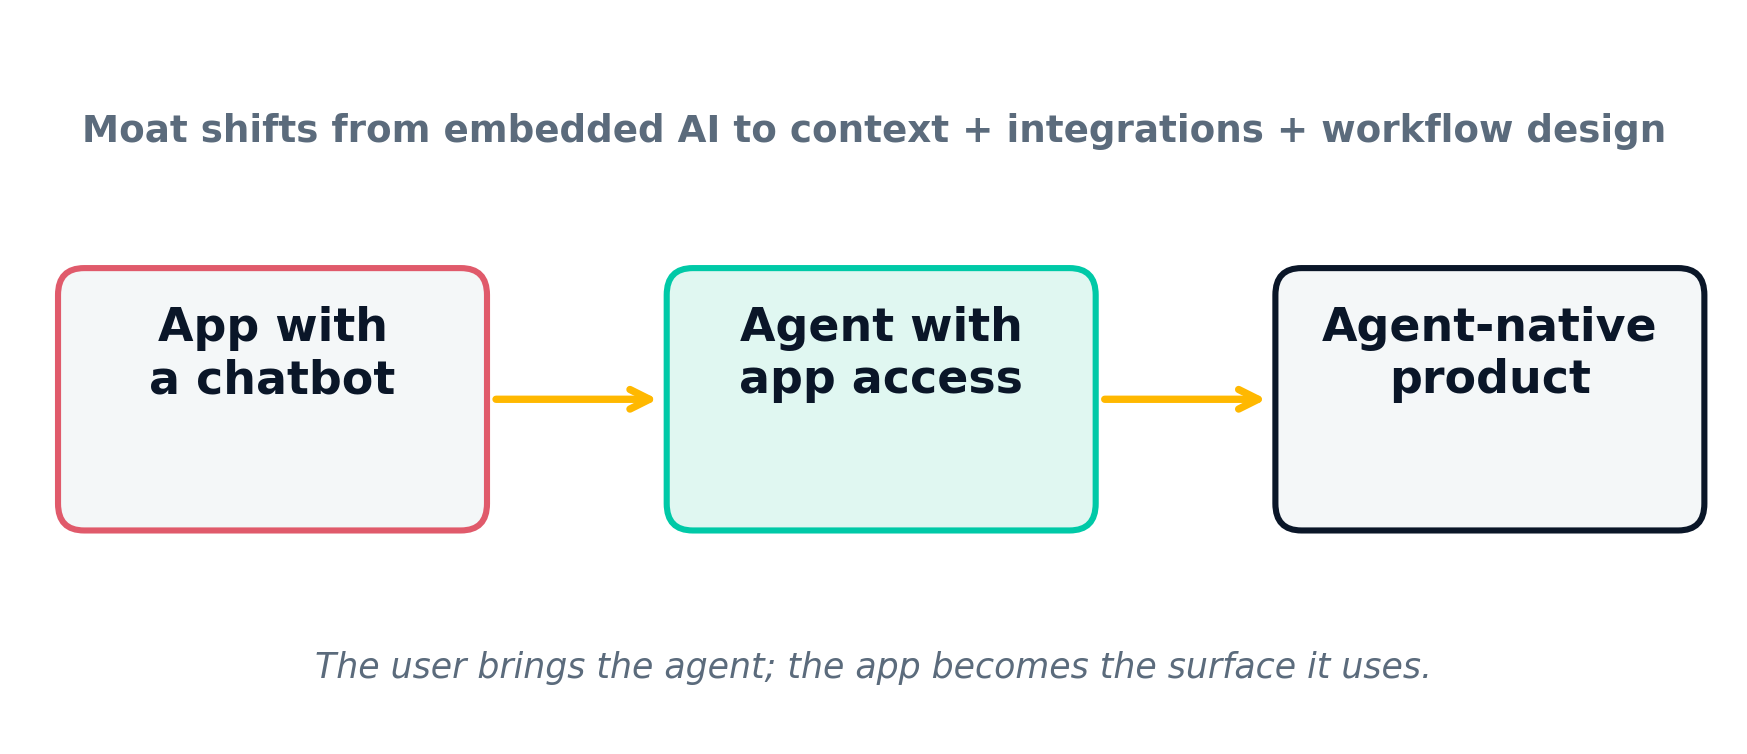 Moat shifts from embedded AI to context + integrations + workflow design
App with
a chatbot
Agent with
app access
Agent-native
product
The user brings the agent; the app becomes the surface it uses.